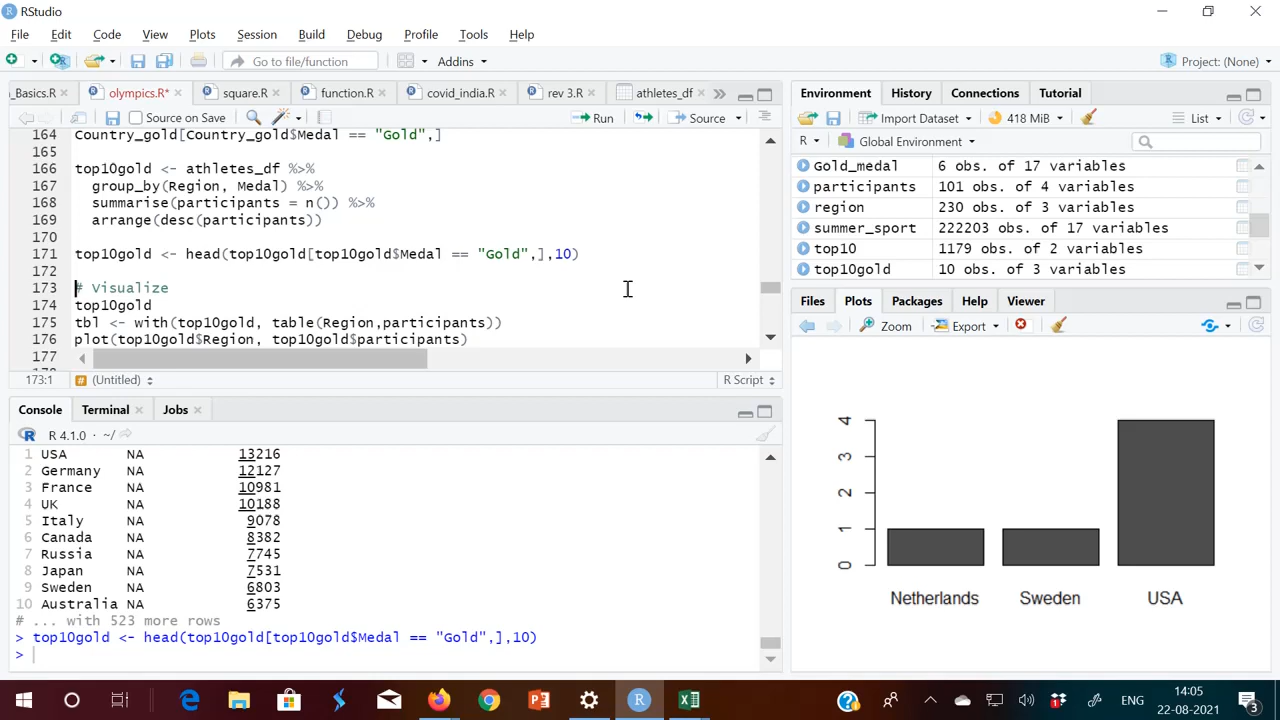 RStudio
File Edit Code View Plots Session Build Debug Profile Tools Help
Go to file/function Addins Project: (None)
_Basics.R olympics.R* square.R function.R covid_india.R rev 3.R athletes_df
Source on Save Run Source
164 Country_gold[Country_gold$Medal == "Gold",]
165
166 top10gold <- athletes_df %>%
167 group_by(Region, Medal) %>%
168 summarise(participants = n()) %>%
169 arrange(desc(participants))
170
171 top10gold <- head(top10gold[top10gold$Medal == "Gold",],10)
172
173 # Visualize
174 top10gold
175 tbl <- with(top10gold, table(Region,participants))
176 plot(top10gold$Region, top10gold$participants)
177
173:1 # (Untitled) R Script
Console Terminal Jobs
R 4.1.0 · ~/
1 USA NA 13216
2 Germany NA 12127
3 France NA 10981
4 UK NA 10188
5 Italy NA 9078
6 Canada NA 8382
7 Russia NA 7745
8 Japan NA 7531
9 Sweden NA 6803
10 Australia NA 6375
# ... with 523 more rows
> top10gold <- head(top10gold[top10gold$Medal == "Gold",],10)
>
Environment History Connections Tutorial
Import Dataset 418 MiB List
R Global Environment
Gold_medal 6 obs. of 17 variables
participants 101 obs. of 4 variables
region 230 obs. of 3 variables
summer_sport 222203 obs. of 17 variables
top10 1179 obs. of 2 variables
top10gold 10 obs. of 3 variables
Files Plots Packages Help Viewer
Zoom Export
4
3
2
1
0
Netherlands Sweden USA
ENG 14:05
22-08-2021 3